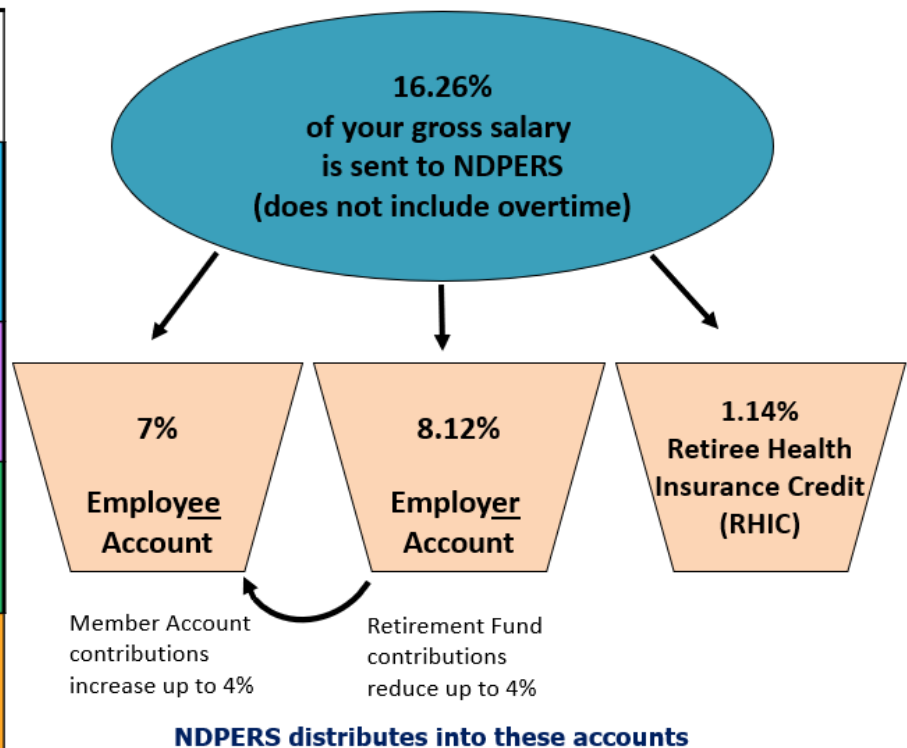 16.26%
of your gross salary
is sent to NDPERS
(does not include overtime)
7%
Employee
Account
8.12%
Employer
Account
1.14%
Retiree Health
Insurance Credit
(RHIC)
Member Account
contributions
increase up to 4%
Retirement Fund
contributions
reduce up to 4%
NDPERS distributes into these accounts